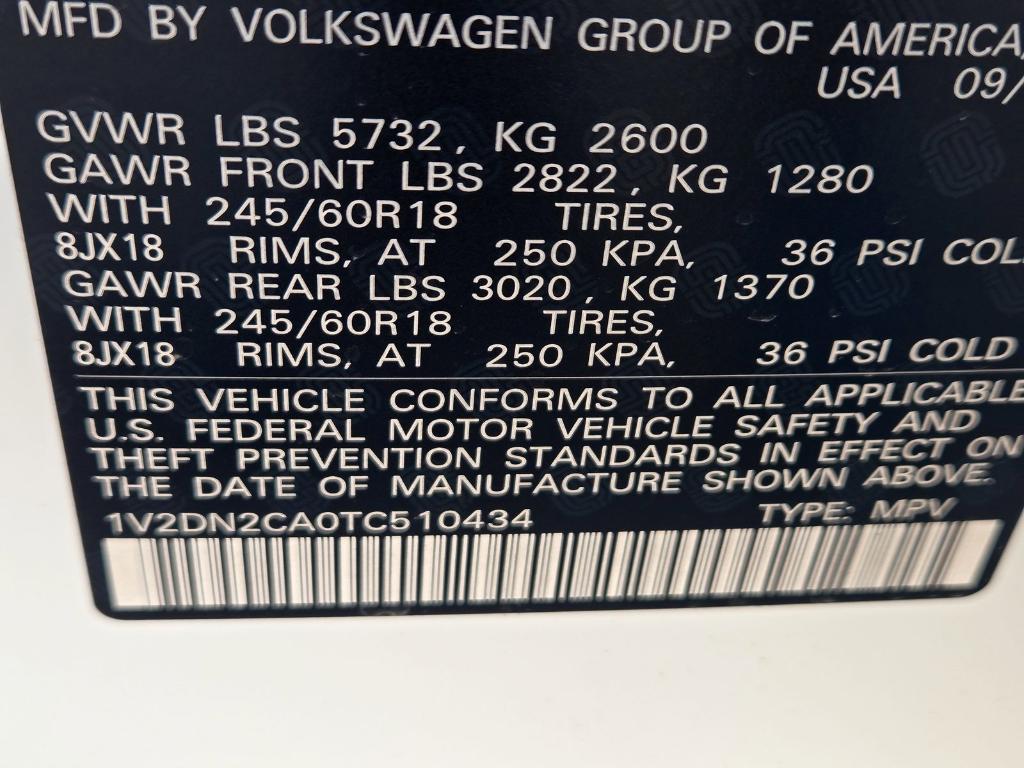 MFD BY VOLKSWAGEN GROUP OF AMERICA,
USA 09/
GVWR LBS 5732, KG 2600
GAWR FRONT LBS 2822, KG 1280
WITH 245/60R18 TIRES,
8JX18 RIMS, AT 250 KPA, 36 PSI COL
GAWR REAR LBS 3020, KG 1370
WITH 245/60R18 TIRES,
8JX18 RIMS, AT 250 KPA, 36 PSI COLD
THIS VEHICLE CONFORMS TO ALL APPLICABLE
U.S. FEDERAL MOTOR VEHICLE SAFETY AND
THEFT PREVENTION STANDARDS IN EFFECT ON
THE DATE OF MANUFACTURE SHOWN ABOVE.
1V2DN2CA0TC510434 TYPE: MPV